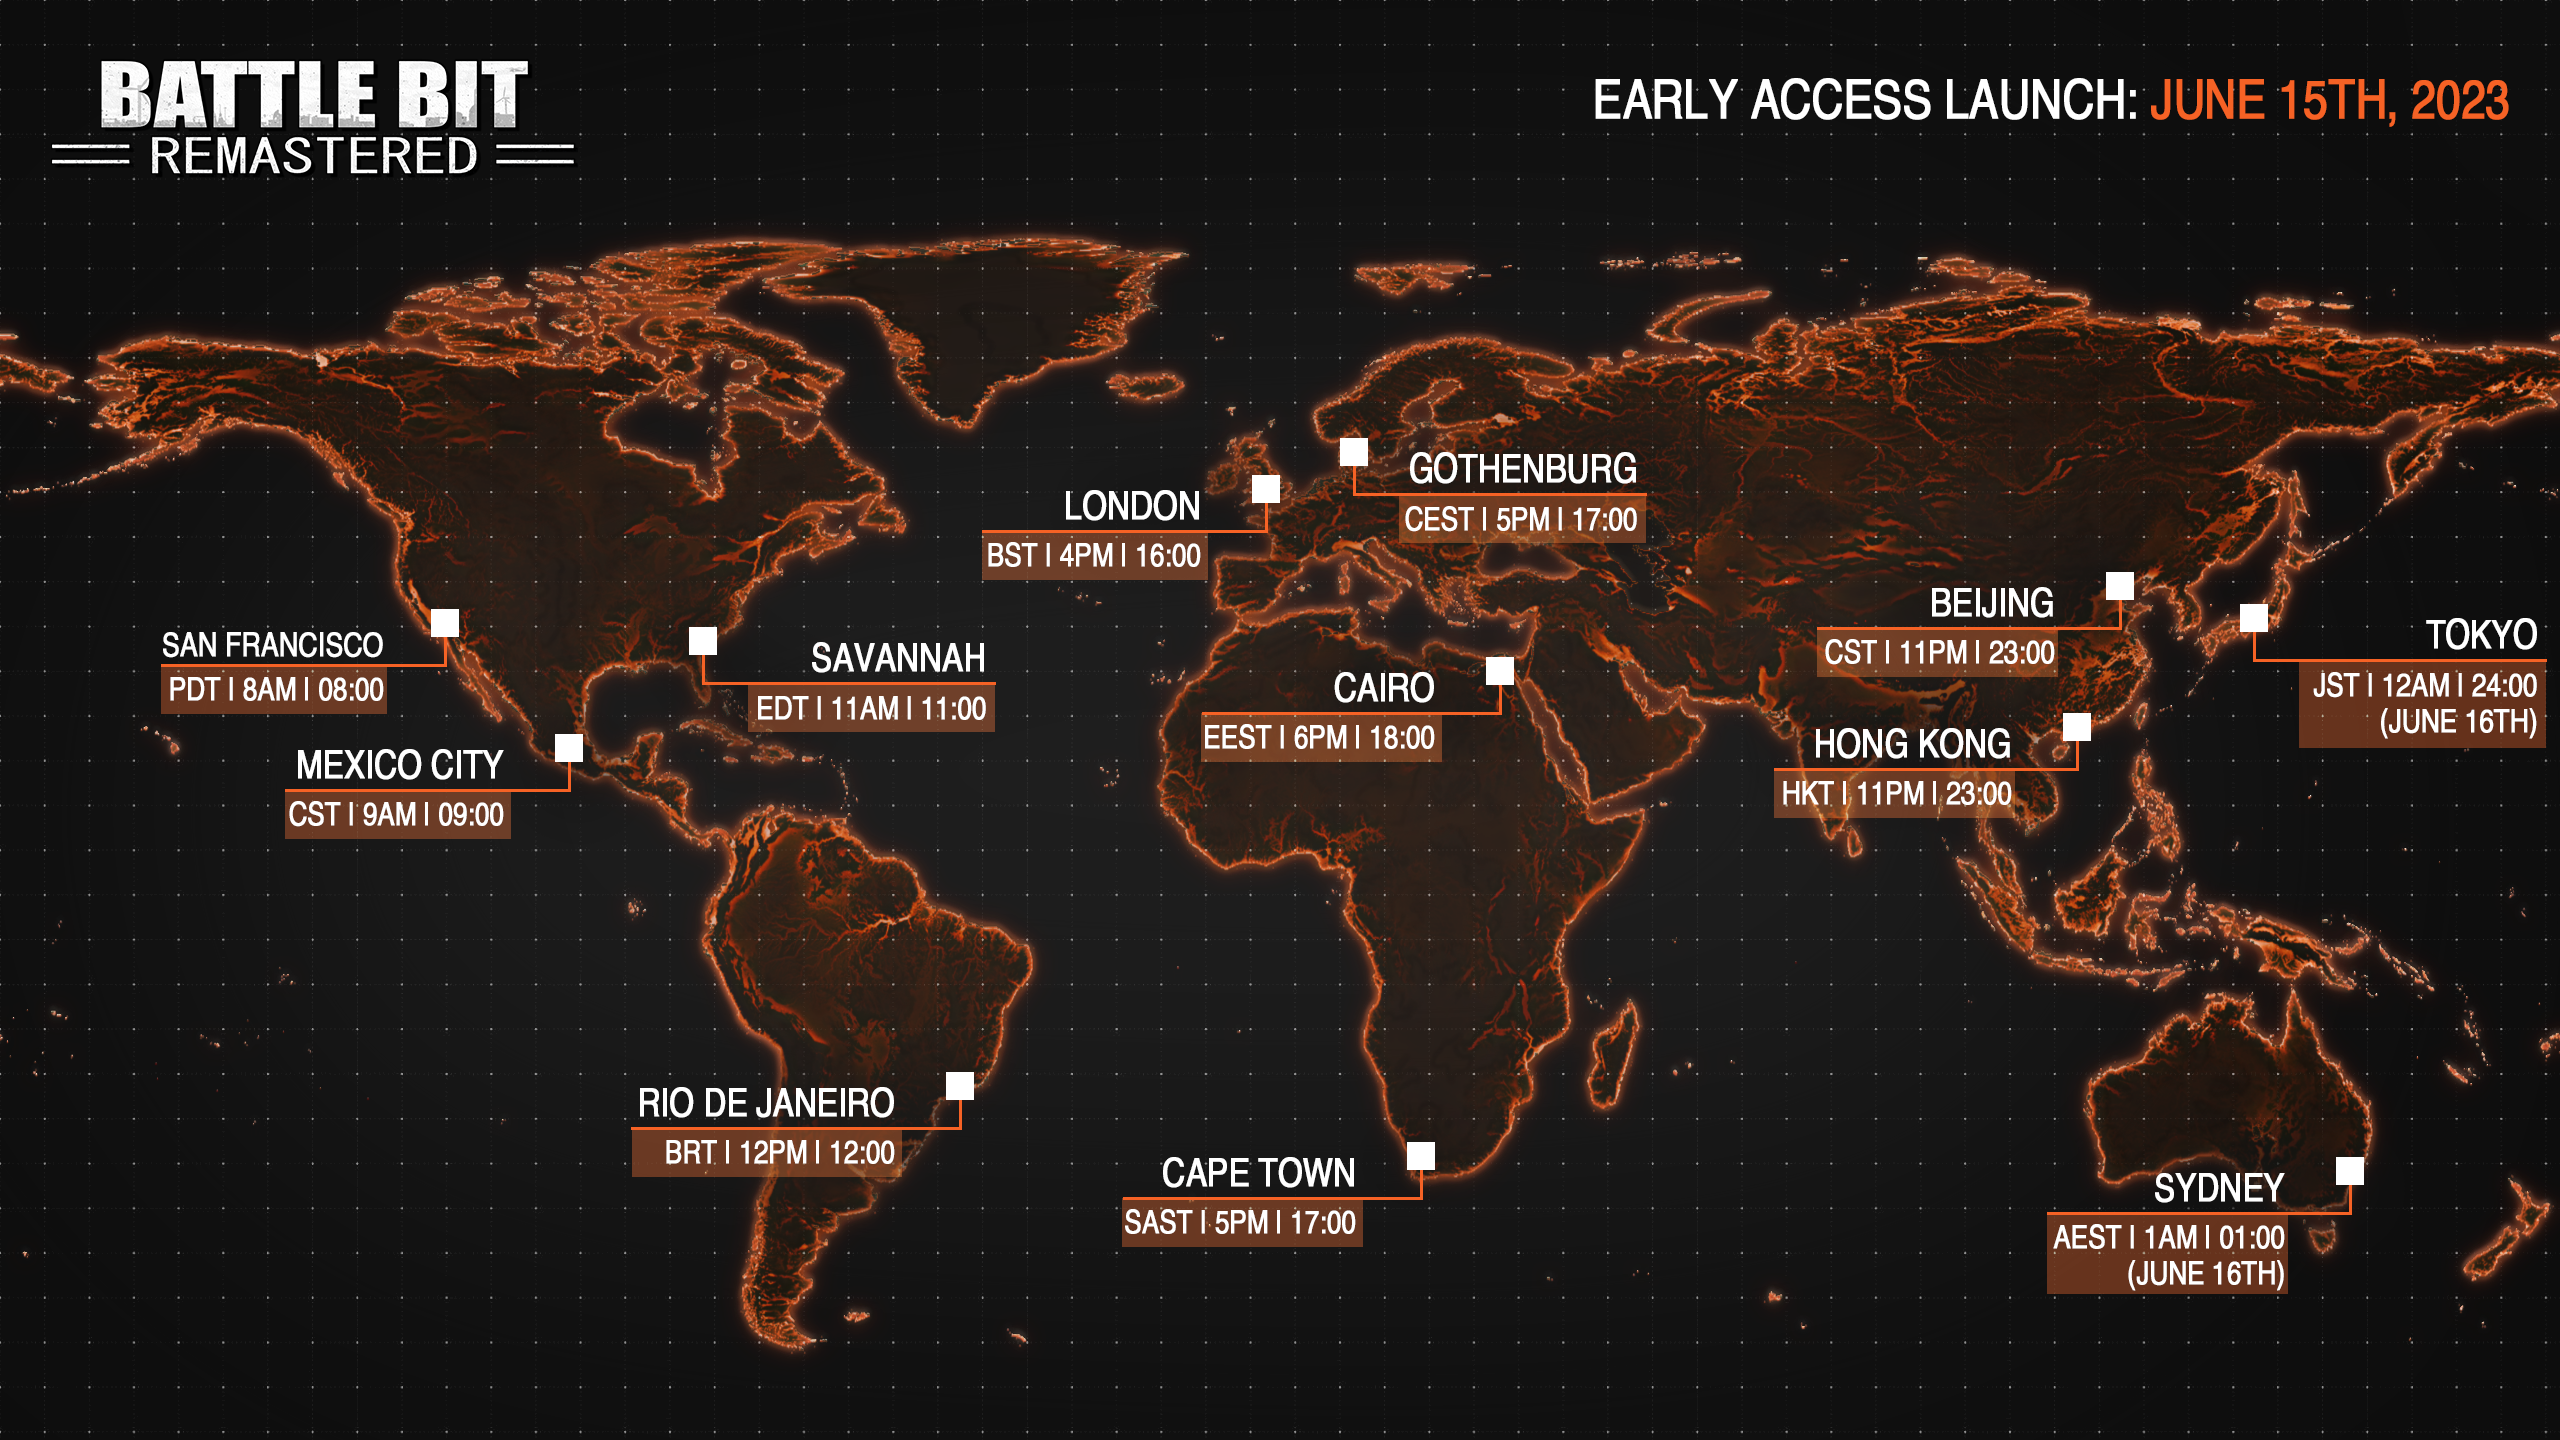 BATTLE BIT
REMASTERED
EARLY ACCESS LAUNCH: JUNE 15TH, 2023
GOTHENBURG
CEST | 5PM | 17:00
LONDON
BST | 4PM | 16:00
SAN FRANCISCO
PDT | 8AM | 08:00
SAVANNAH
EDT | 11AM | 11:00
MEXICO CITY
CST | 9AM | 09:00
CAIRO
EEST | 6PM | 18:00
BEIJING
CST | 11PM | 23:00
TOKYO
JST | 12AM | 24:00
(JUNE 16TH)
HONG KONG
HKT | 11PM | 23:00
RIO DE JANEIRO
BRT | 12PM | 12:00
CAPE TOWN
SAST | 5PM | 17:00
SYDNEY
AEST | 1AM | 01:00
(JUNE 16TH)